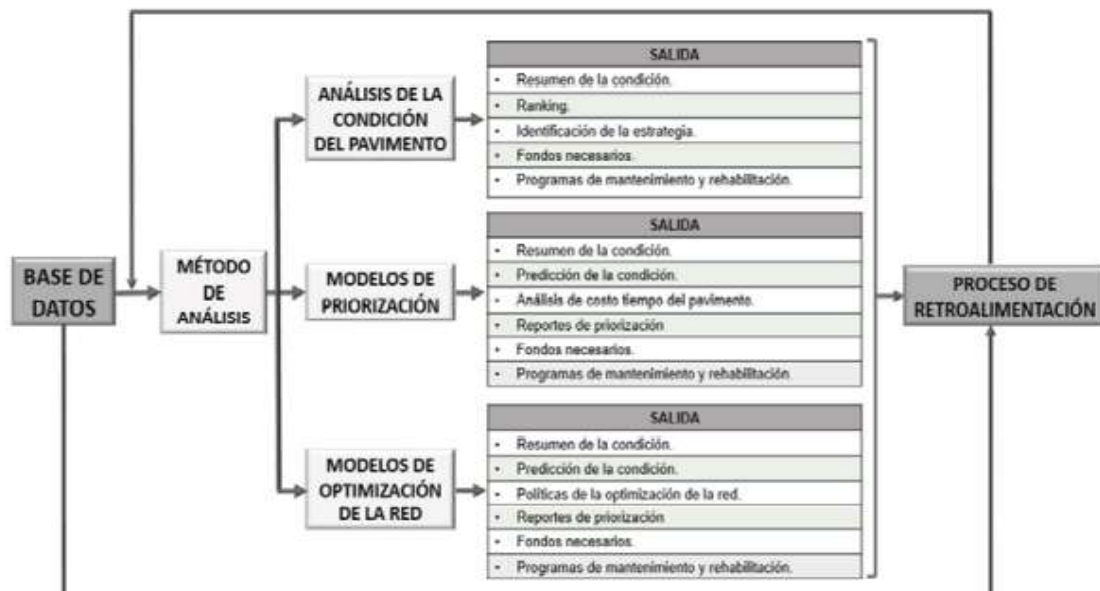 BASE DE
DATOS
MÉTODO
DE
ANÁLISIS
ANÁLISIS DE LA
CONDICIÓN
DEL PAVIMENTO
SALIDA
• Resumen de la condición.
• Ranking.
• Identificación de la estrategia.
• Fondos necesarios.
• Programas de mantenimiento y rehabilitación.
MODELOS DE
PRIORIZACIÓN
SALIDA
• Resumen de la condición.
• Predicción de la condición.
• Análisis de costo tiempo del pavimento.
• Reportes de priorización
• Fondos necesarios.
• Programas de mantenimiento y rehabilitación.
MODELOS DE
OPTIMIZACIÓN
DE LA RED
SALIDA
• Resumen de la condición.
• Predicción de la condición.
• Políticas de la optimización de la red.
• Reportes de priorización
• Fondos necesarios.
• Programas de mantenimiento y rehabilitación.
PROCESO DE
RETROALIMENTACIÓN